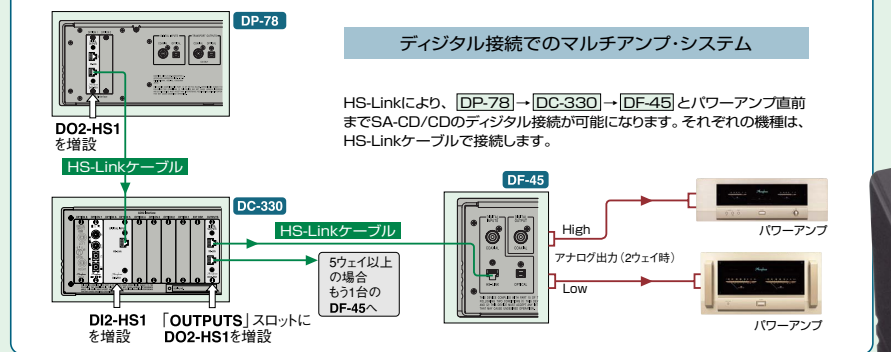 DP-78
ディジタル接続でのマルチアンプ・システム
HS-Linkにより、DP-78→DC-330→DF-45とパワーアンプ直前
までSA-CD/CDのディジタル接続が可能になります。それぞれの機種は、
HS-Linkケーブルで接続します。
DO2-HS1
を増設
HS-Linkケーブル
DC-330
HS-Linkケーブル
5ウェイ以上
の場合
もう1台の
DF-45へ
DI2-HS1
を増設
「OUTPUTS」スロットに
DO2-HS1を増設
DF-45
DIGITAL
INPUTS
DIGITAL
OUTPUT
COAXIAL
COAXIAL
HS-LINK
OPTICAL
High
アナログ出力(2ウェイ時)
Low
パワーアンプ
パワーアンプ